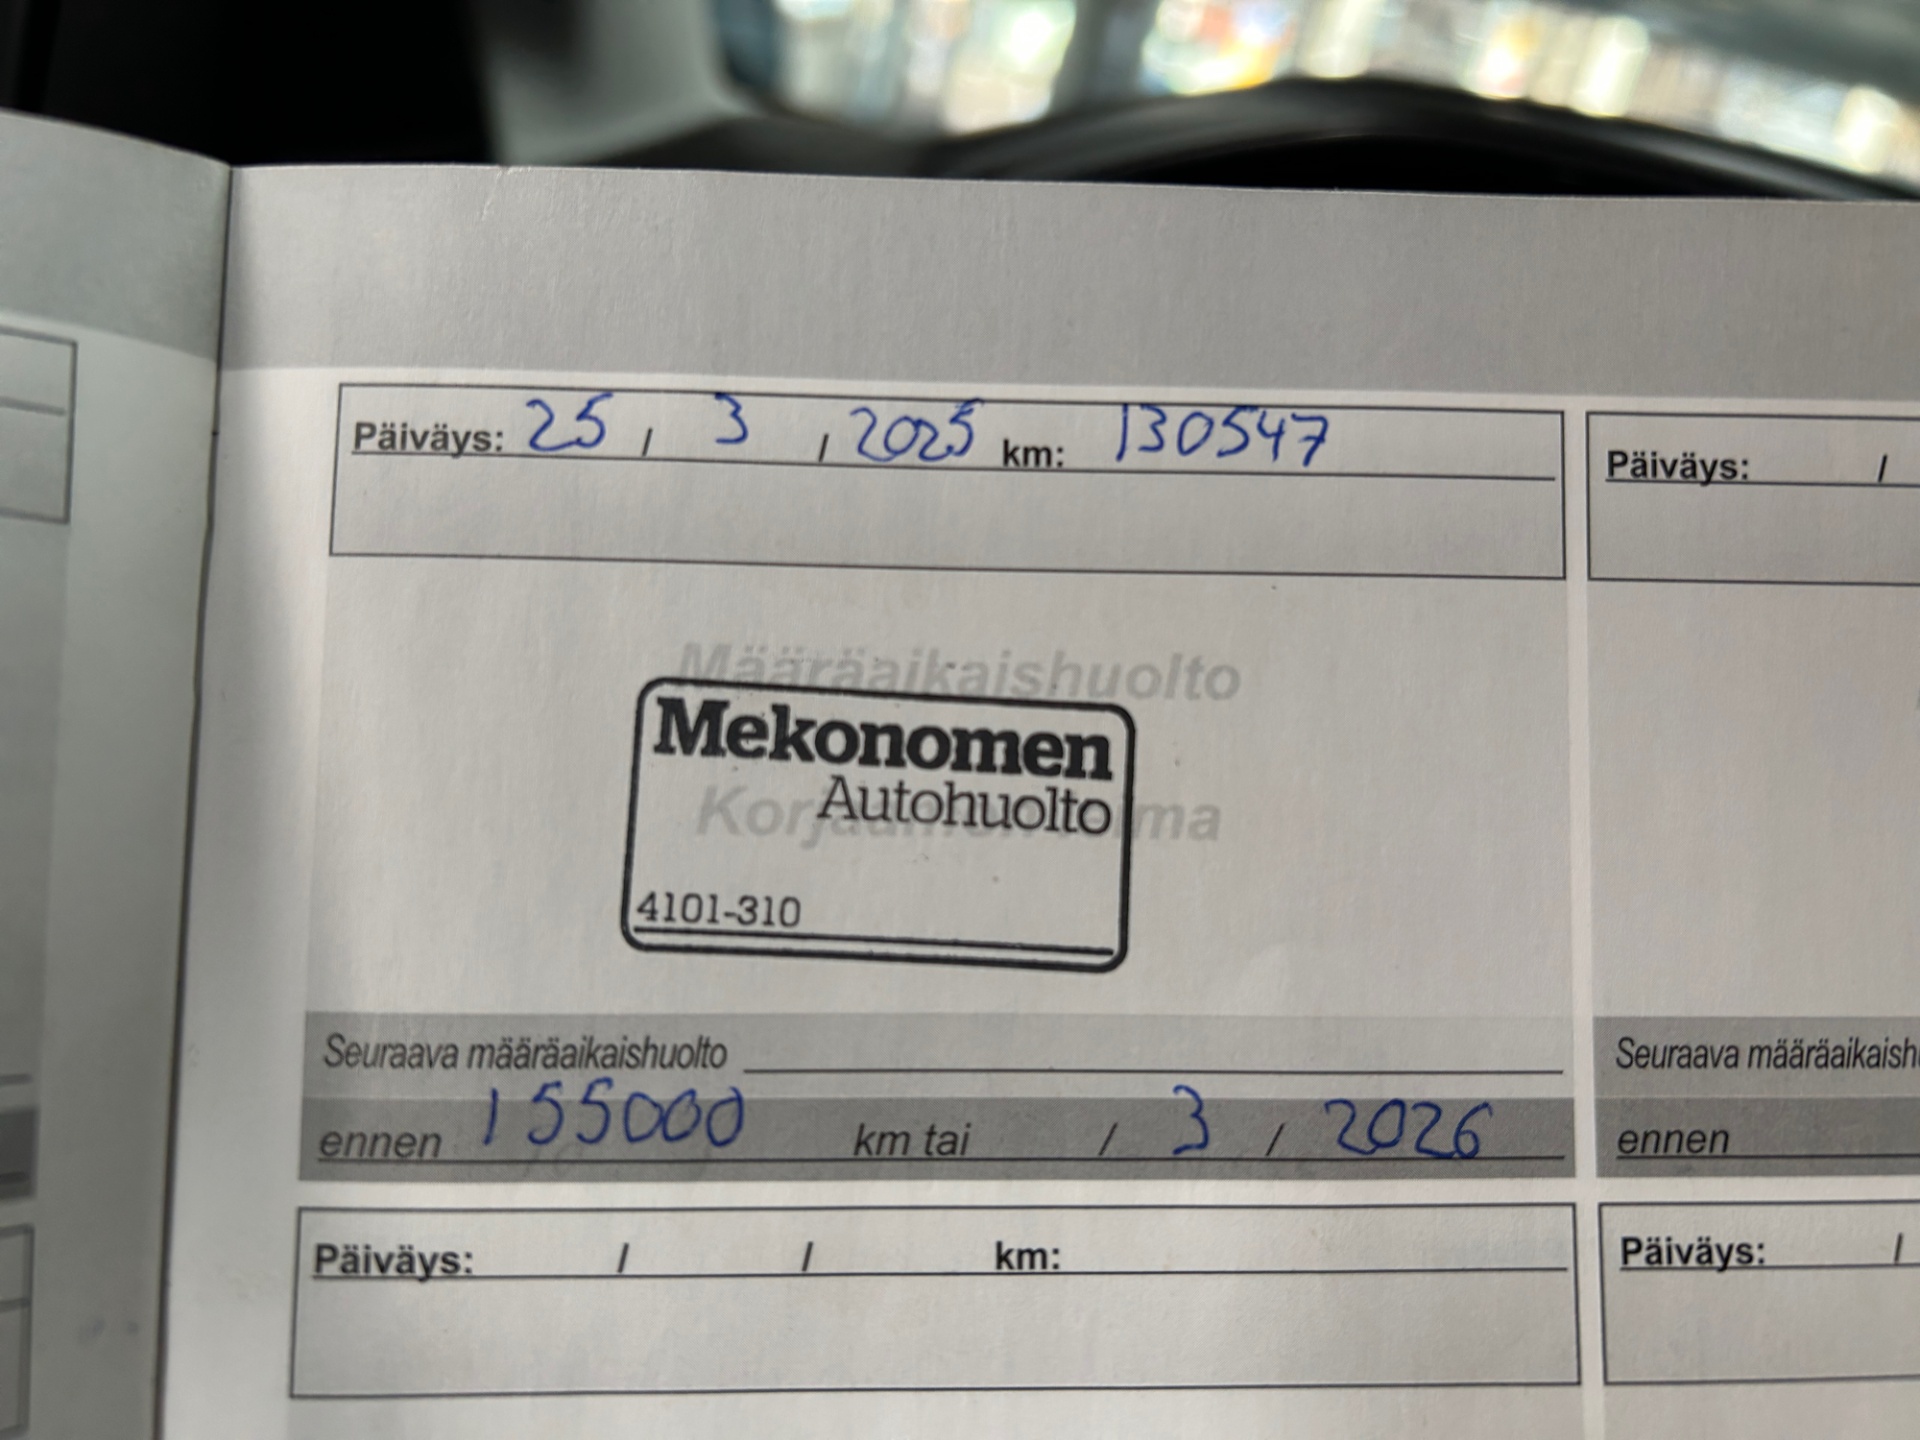 Päiväys: 25 / 3 / 2025 km: 130547
Määräaikaishuolto
Mekonomen
Autohuolto
4101-310
Seuraava määräaikaishuolto
ennen 155000 km tai / 3 / 2026
Päiväys: / / km:
Päiväys: /
Seuraava määräaikaish
ennen
Päiväys: /